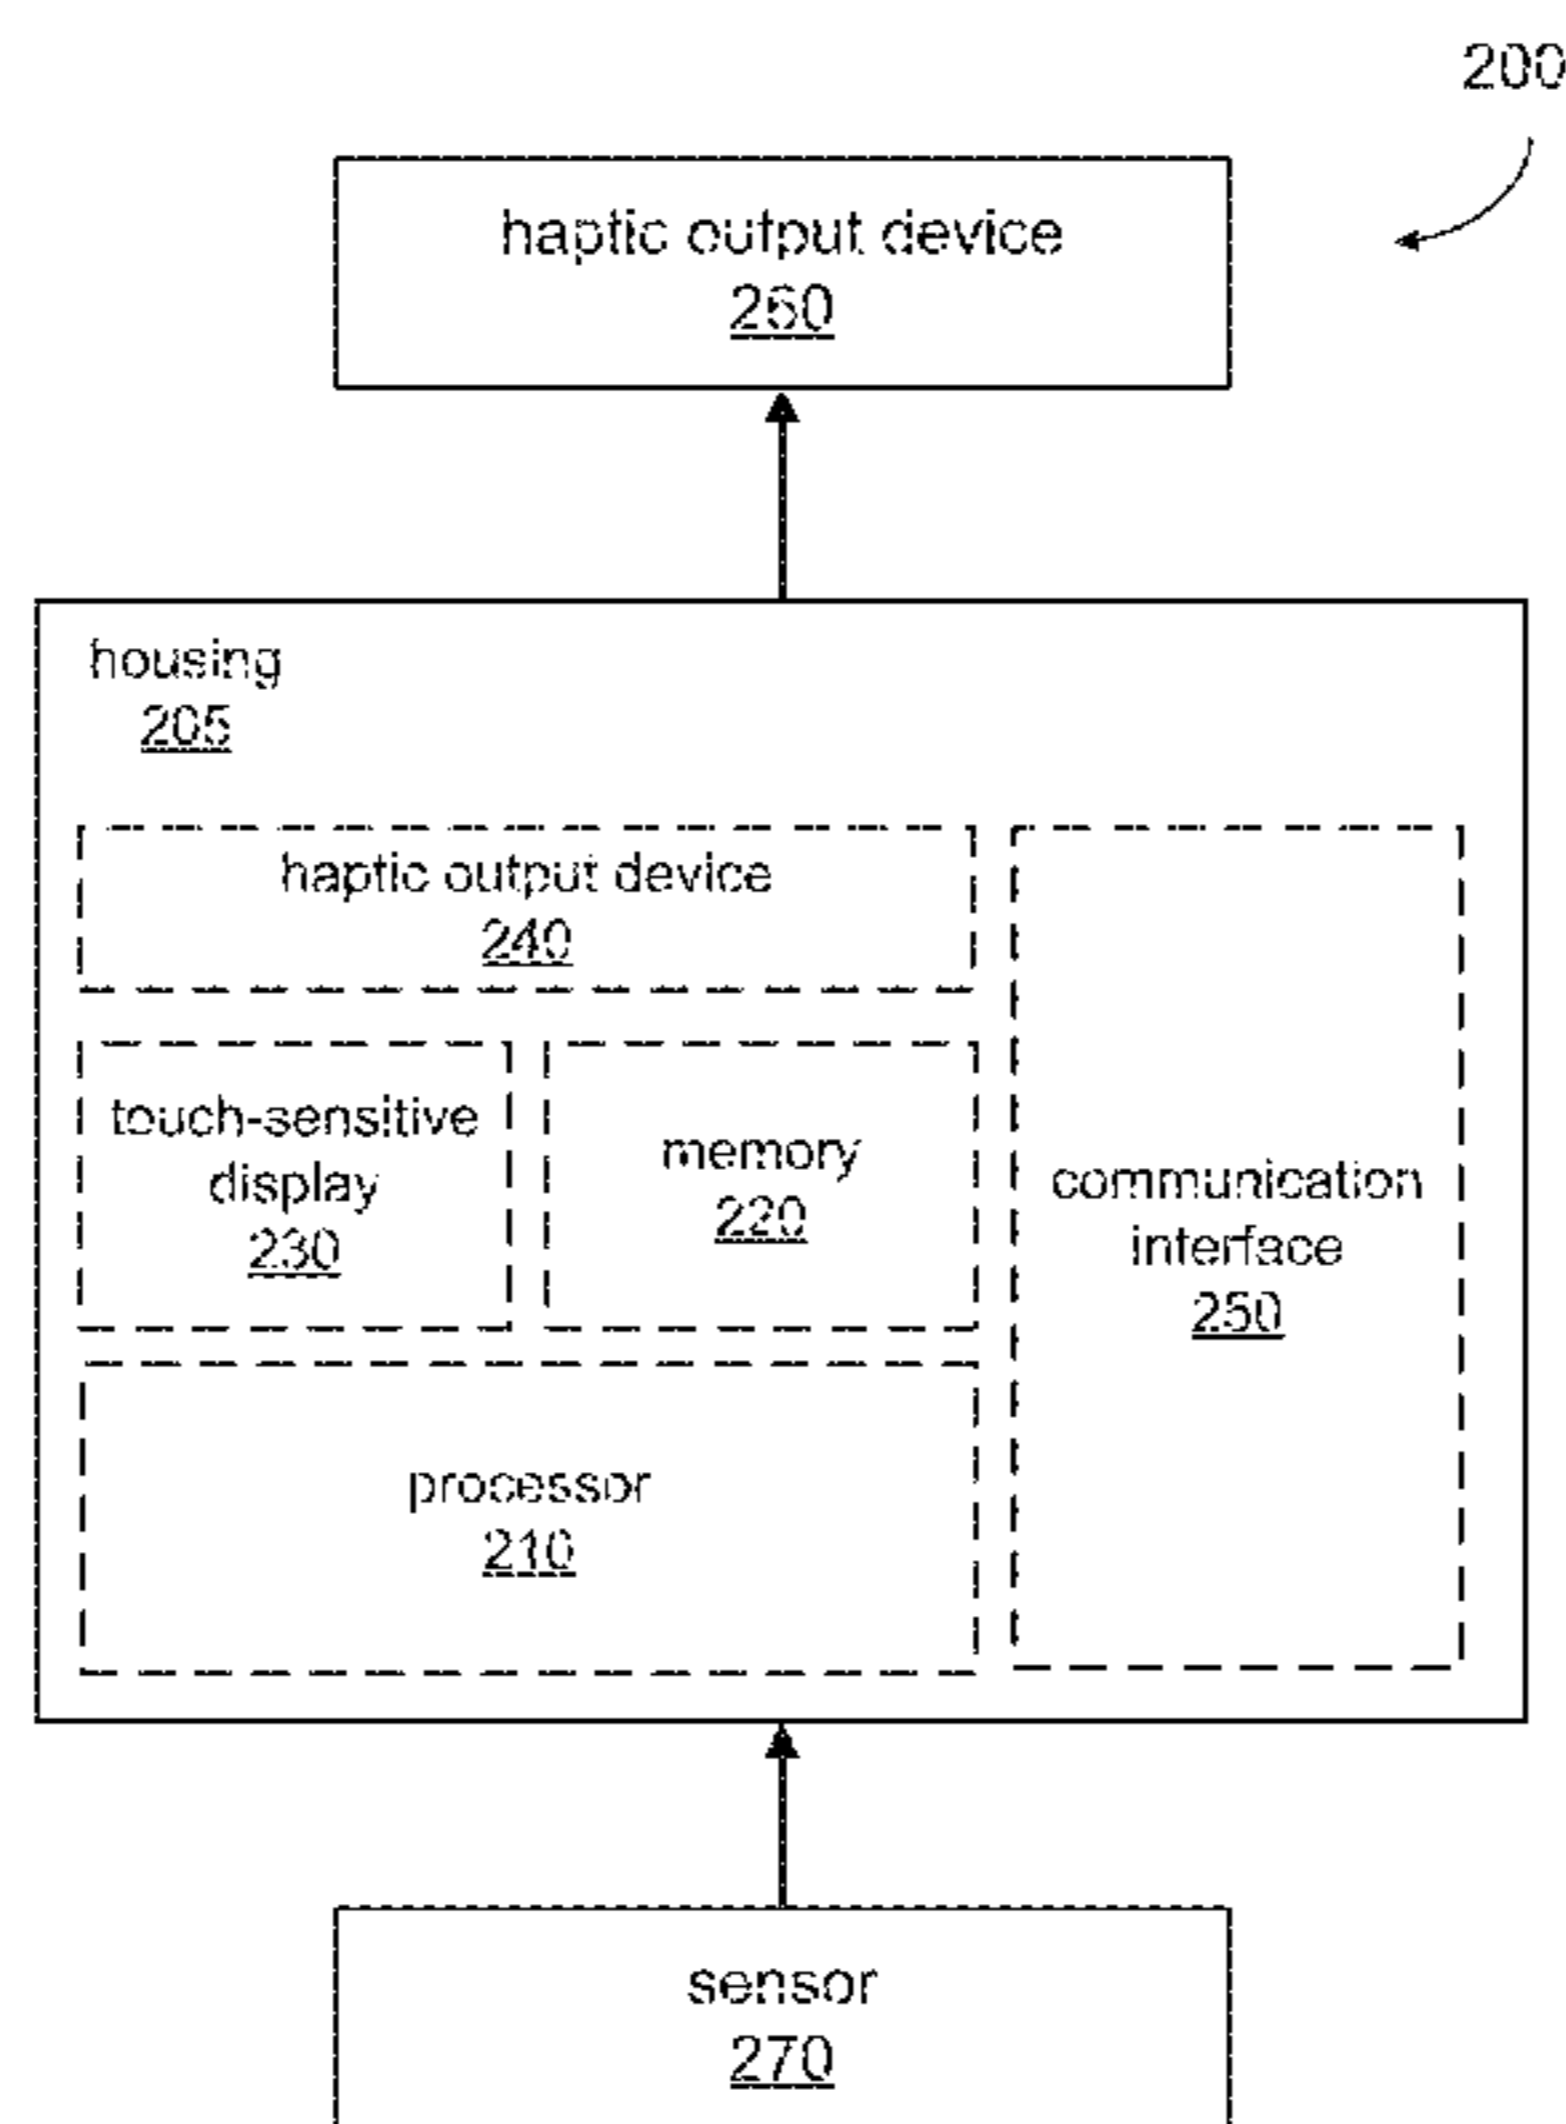 200
haptic output device
260
housing
205
haptic output device
240
touch-sensitive
display
230
memory
220
communication
interface
250
processor
210
sensor
270